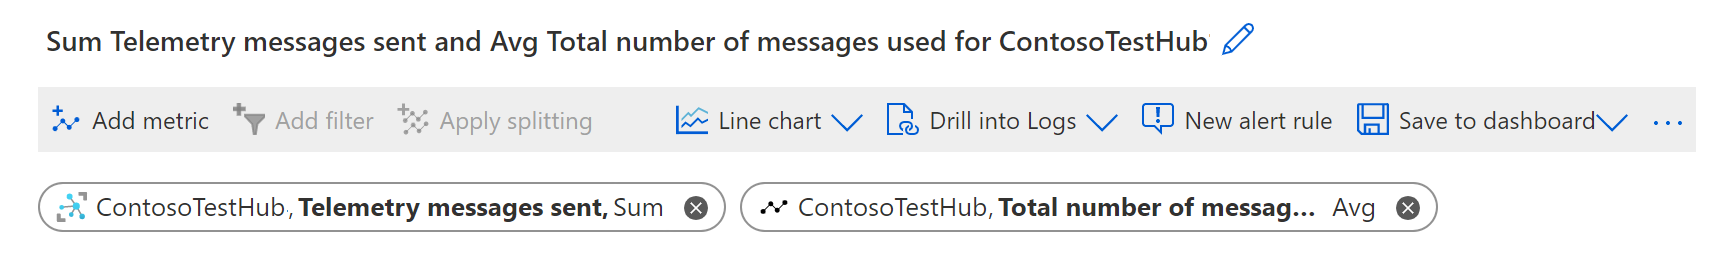 Sum Telemetry messages sent and Avg Total number of messages used for ContosoTestHub
Add metric Add filter Apply splitting Line chart Drill into Logs New alert rule Save to dashboard ...
ContosoTestHub, Telemetry messages sent, Sum ContosoTestHub, Total number of messag... Avg